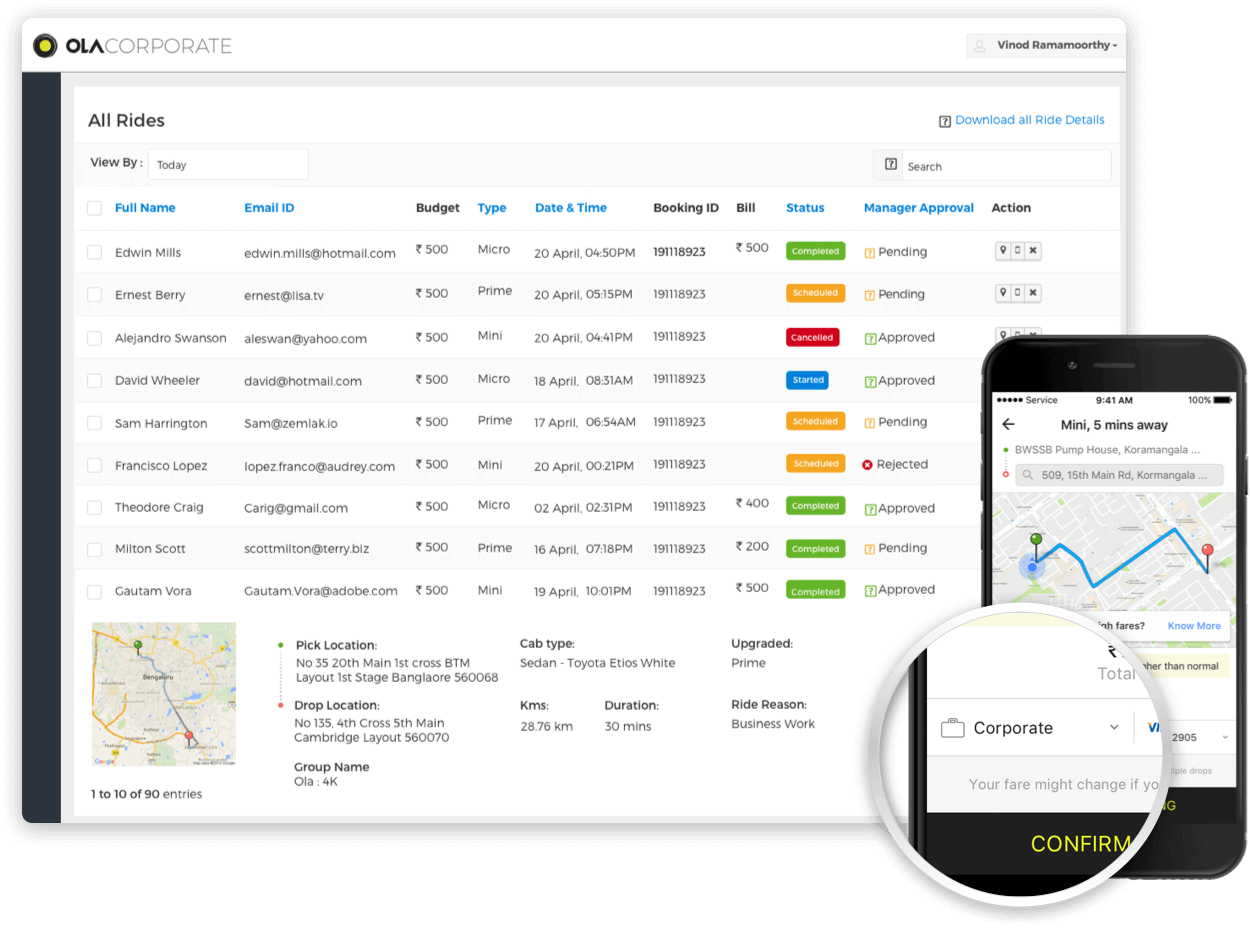 OLACORPORATE
Vinod Ramamoorthy
All Rides
Download all Ride Details
View By :
Today
Search
Full Name Email ID Budget Type Date & Time Booking ID Bill Status Manager Approval Action
Edwin Mills edwin.mills@hotmail.com ₹ 500 Micro 20 April, 04:50PM 191118923 ₹ 500 Completed Pending
Ernest Berry ernest@lisa.tv ₹ 500 Prime 20 April, 05:15PM 191118923 Scheduled Pending
Alejandro Swanson aleswan@yahoo.com ₹ 500 Mini 20 April, 04:41PM 191118923 Cancelled Approved
David Wheeler david@hotmail.com ₹ 500 Micro 18 April, 08:31AM 191118923 Started Approved
Sam Harrington Sam@zemlak.io ₹ 500 Prime 17 April, 06:54AM 191118923 Scheduled Pending
Francisco Lopez lopez.franco@audrey.com ₹ 500 Mini 20 April, 00:21PM 191118923 Scheduled Rejected
Theodore Craig Carig@gmail.com ₹ 500 Micro 02 April, 02:31PM 191118923 ₹ 400 Completed Approved
Milton Scott scottmilton@terry.biz ₹ 500 Prime 16 April, 07:18PM 191118923 ₹ 200 Completed Pending
Gautam Vora Gautam.Vora@adobe.com ₹ 500 Mini 19 April, 10:01PM 191118923 ₹ 500 Completed Approved
Bengaluru
Google
Pick Location:
No 35 20th Main 1st cross BTM
Layout 1st Stage Banglaore 560068
Drop Location:
No 135, 4th Cross 5th Main
Cambridge Layout 560070
Group Name
Ola : 4K
Cab type:
Sedan - Toyota Etios White
Kms:
28.76 km
Duration:
30 mins
Upgraded:
Prime
Ride Reason:
Business Work
1 to 10 of 90 entries
Service 9:41 AM 100%
Mini, 5 mins away
BWSSB Pump House, Koramangala ...
509, 15th Main Rd, Kormangala ...
igh fares? Know More
₹
her than normal
Total
Corporate
VI
2905
Your fare might change if yo
ple drops
CONFIRM
NG